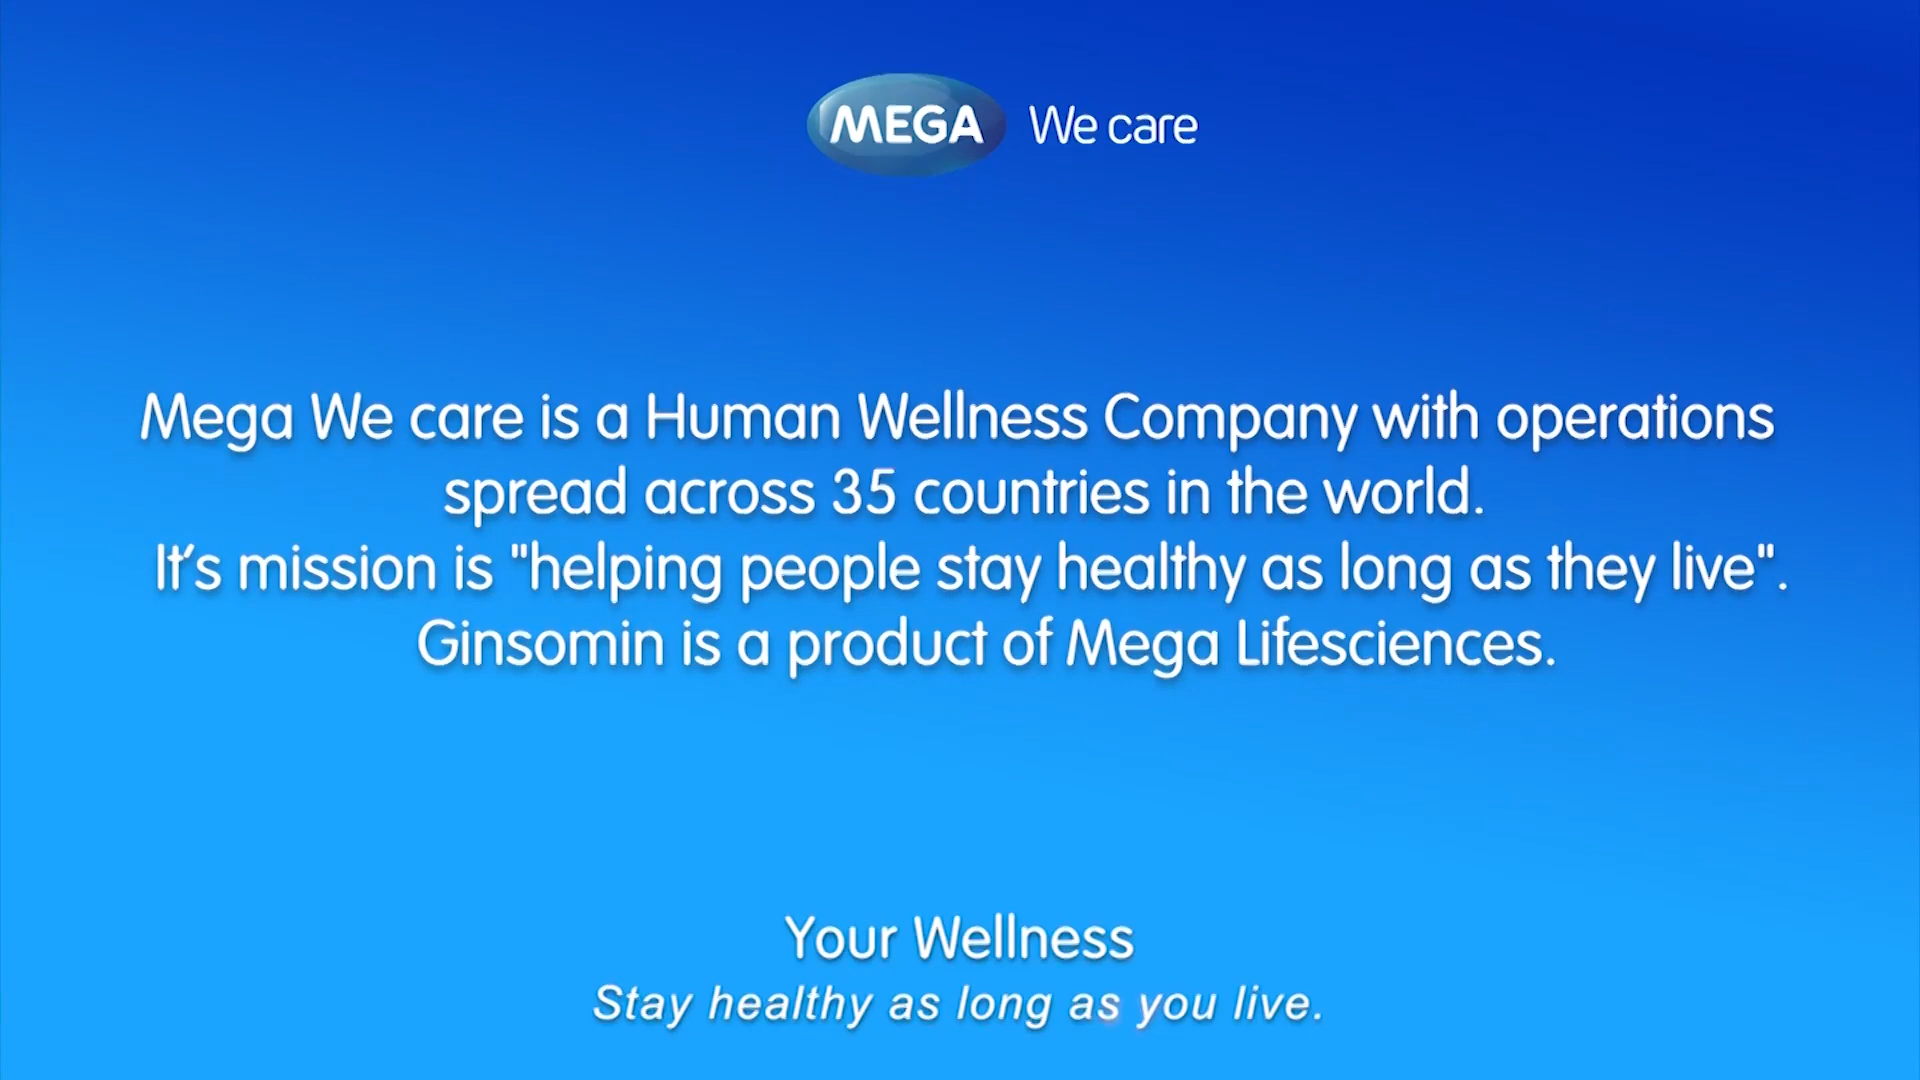 MEGA We care
Mega We care is a Human Wellness Company with operations
spread across 35 countries in the world.
It's mission is "helping people stay healthy as long as they live".
Ginsomin is a product of Mega Lifesciences.
Your Wellness
Stay healthy as long as you live.